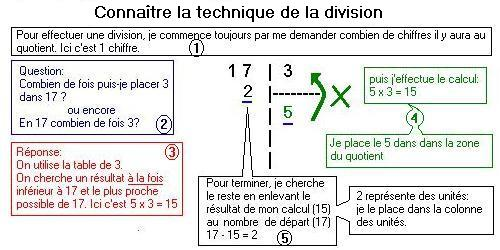 Connaître la technique de la division
Pour effectuer une division, je commence toujours par me demander combien de chiffres il y aura au
quotient. Ici c'est 1 chiffre.
1
Question:
Combien de fois puis-je placer 3
dans 17 ?
ou encore
En 17 combien de fois 3?
2
Réponse:
3
On utilise la table de 3.
On cherche un résultat à la fois
inférieur à 17 et le plus proche
possible de 17. Ici c'est 5 x 3 = 15
1 7 3
2
5
X
puis j'effectue le calcul:
5 x 3 = 15
4
Je place le 5 dans dans la zone
du quotient
Pour terminer, je cherche
le reste en enlevant le
résultat de mon calcul (15)
au nombre de départ (17)
17 - 15 = 2
5
2 représente des unités:
je le place dans la colonne
des unités.